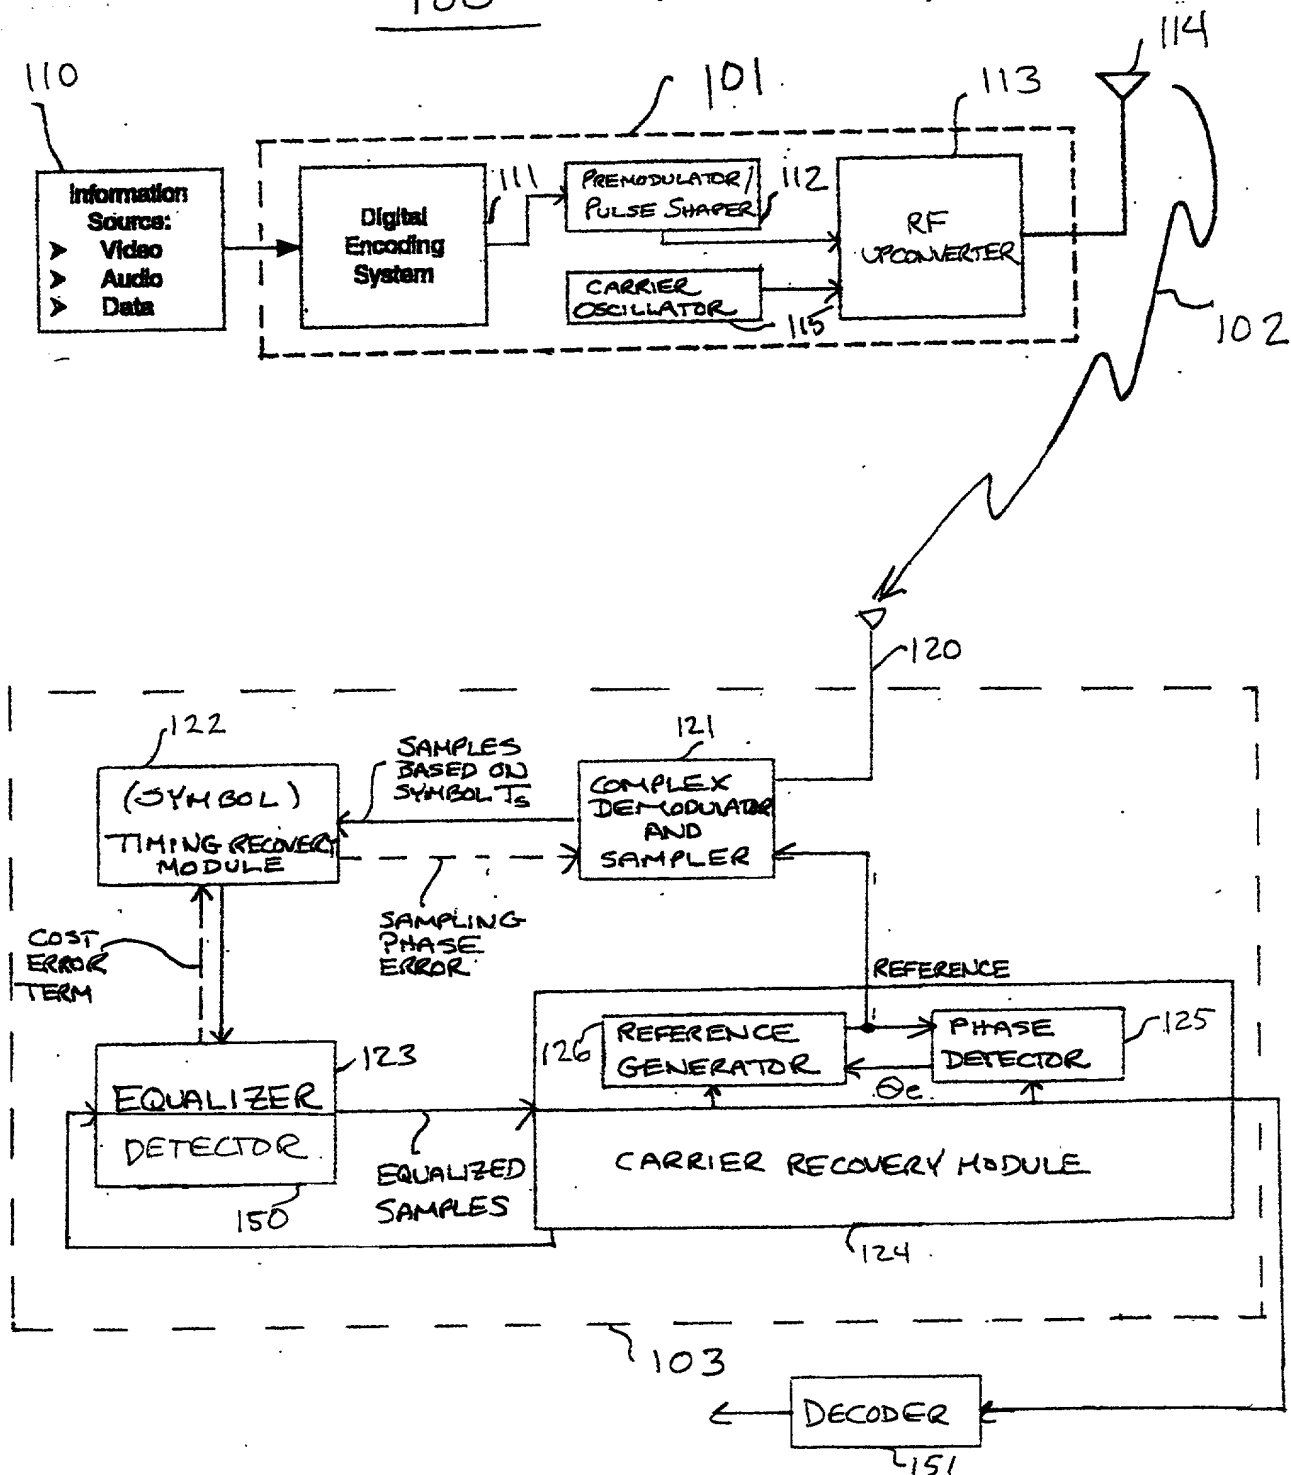 100
110
101
113
114
Information
Source:
➤ Video
➤ Audio
➤ Data
Digital
Encoding
System
111
PREMODULATOR/
PULSE SHAPER
112
CARRIER
OSCILLATOR
115
RF
UPCONVERTER
102
120
122
(SYMBOL)
TIMING RECOVERY
MODULE
SAMPLES
BASED ON
SYMBOL Ts
121
COMPLEX
DEMODULATOR
AND
SAMPLER
SAMPLING
PHASE
ERROR
COST
ERROR
TERM
REFERENCE
126
REFERENCE
GENERATOR
PHASE
DETECTOR
125
Θe
123
EQUALIZER
DETECTOR
150
EQUALIZED
SAMPLES
CARRIER RECOVERY MODULE
124
103
DECODER
151